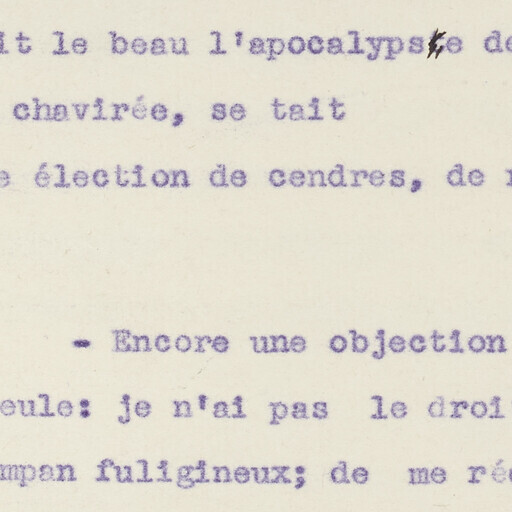 it le beau l'apocalypse de
chavirée, se tait
e élection de cendres, de
- Encore une objection
eule: je n'ai pas le droi
mpan fuligineux; de me ré